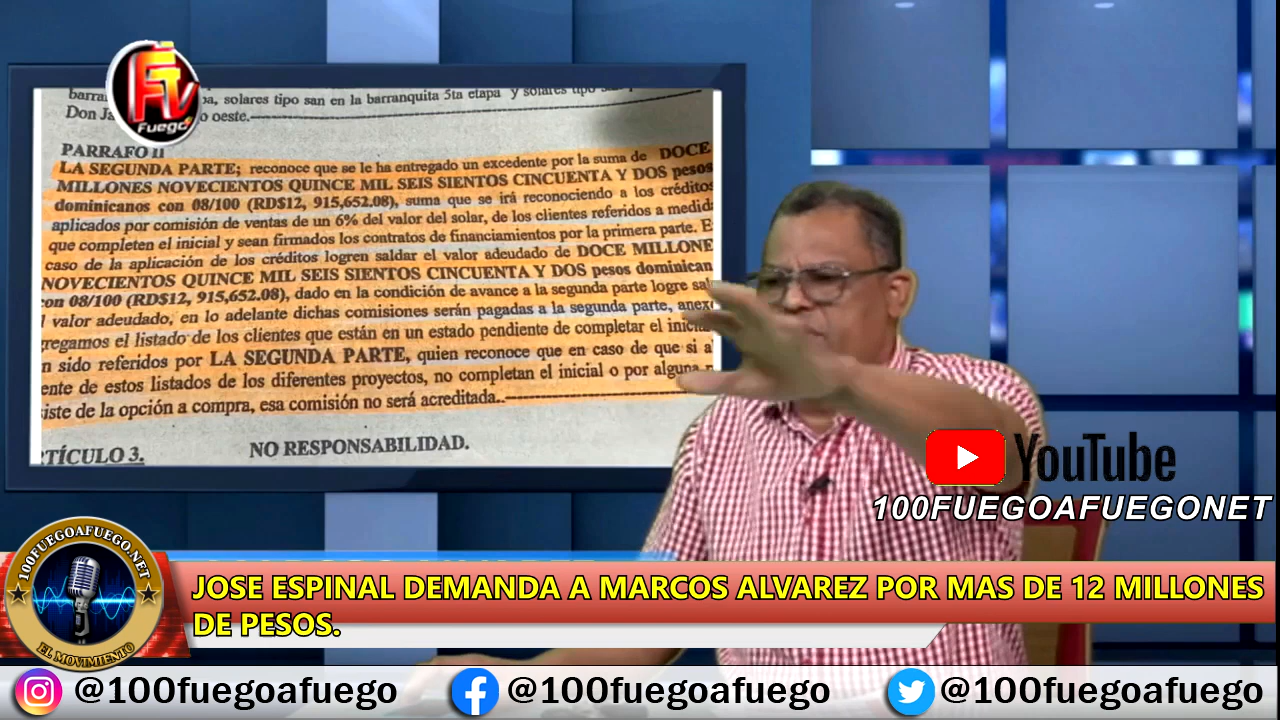 FTV
Fuego
barra
a, solares tipo san en la barranquita 5ta etapa y solares tipo
Don Ja
o oeste.
PARRAFO II
LA SEGUNDA PARTE; reconoce que se le ha entregado un excedente por la suma de DOCE
MILLONES NOVECIENTOS QUINCE MIL SEIS SIENTOS CINCUENTA Y DOS pesos
dominicanos con 08/100 (RD$12, 915,652.08), suma que se irá reconociendo a los créditos
aplicados por comisión de ventas de un 6% del valor del solar, de los clientes referidos a medida
que completen el inicial y sean firmados los contratos de financiamientos por la primera parte. E
caso de la aplicación de los créditos logren saldar el valor adeudado de DOCE MILLONE
NOVECIENTOS QUINCE MIL SEIS SIENTOS CINCUENTA Y DOS pesos dominican
con 08/100 (RD$12, 915,652.08), dado en la condición de avance a la segunda parte logre sal
l valor adeudado, en lo adelante dichas comisiones serán pagadas a la segunda parte, anex
gregamos el listado de los clientes que están en un estado pendiente de completar el inicia
n sido referidos por LA SEGUNDA PARTE, quien reconoce que en caso de que si al
ente de estos listados de los diferentes proyectos, no completan el inicial o por alguna
iste de la opción a compra, esa comisión no será acreditada..
RTÍCULO 3. NO RESPONSABILIDAD.
YouTube
100FUEGOAFUEGONET
100FUEGOAFUEGO.NET
EL MOVIMIENTO
JOSE ESPINAL DEMANDA A MARCOS ALVAREZ POR MAS DE 12 MILLONES
DE PESOS.
@100fuegoafuego @100fuegoafuego @100fuegoafuego